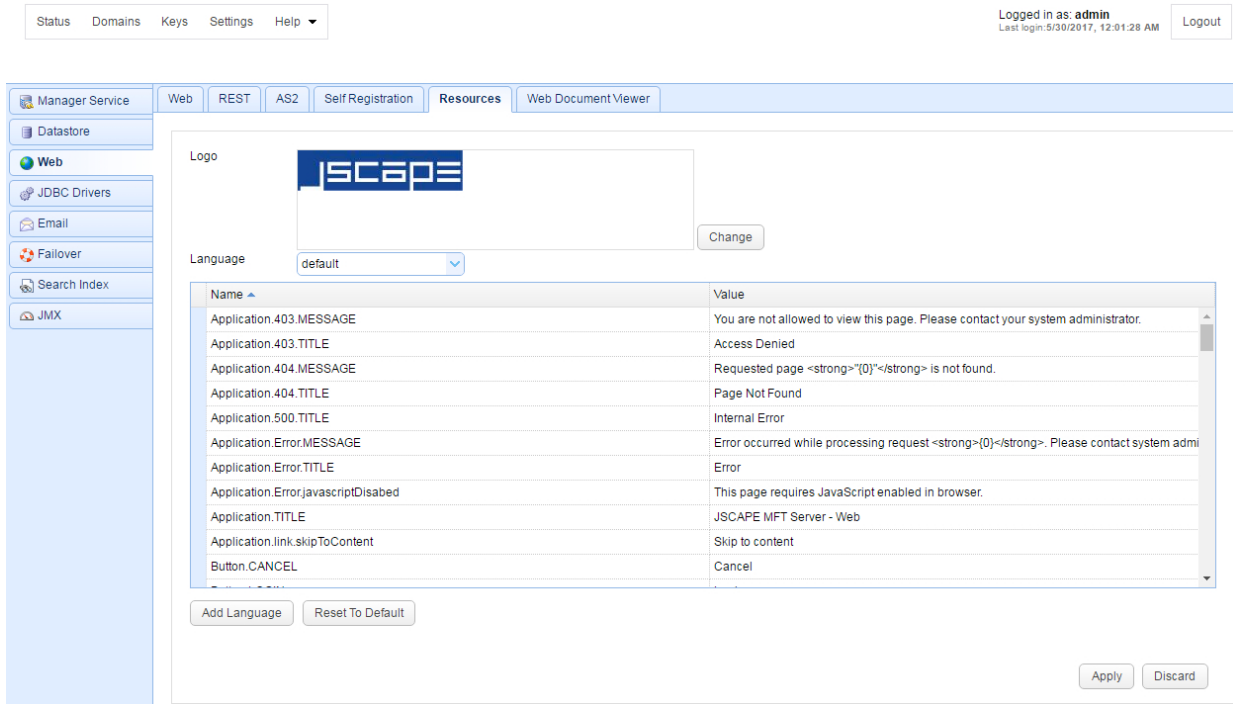 Status Domains Keys Settings Help
Logged in as: admin
Last login:5/30/2017, 12:01:28 AM
Logout
Manager Service
Datastore
Web
JDBC Drivers
Email
Failover
Search Index
JMX
Web REST AS2 Self Registration Resources Web Document Viewer
Logo
JSCAPE
Change
Language default
Name Value
Application.403.MESSAGE You are not allowed to view this page. Please contact your system administrator.
Application.403.TITLE Access Denied
Application.404.MESSAGE Requested page <strong>"{0}"</strong> is not found.
Application.404.TITLE Page Not Found
Application.500.TITLE Internal Error
Application.Error.MESSAGE Error occurred while processing request <strong>{0}</strong>. Please contact system admi
Application.Error.TITLE Error
Application.Error.javascriptDisabed This page requires JavaScript enabled in browser.
Application.TITLE JSCAPE MFT Server - Web
Application.link.skipToContent Skip to content
Button.CANCEL Cancel
Add Language Reset To Default
Apply Discard